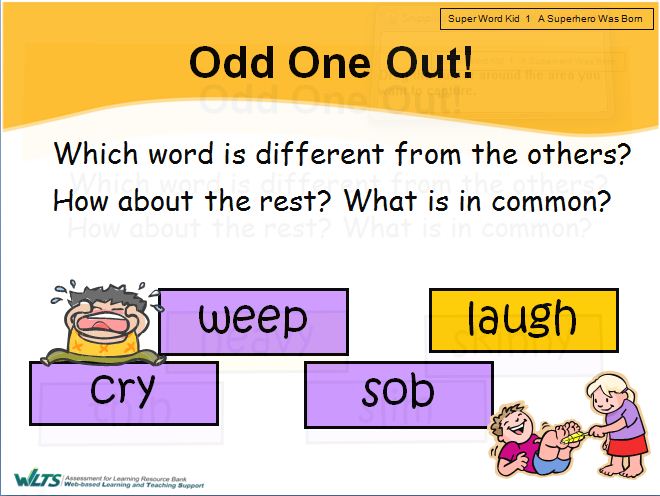 Super Word Kid 1 A Superhero Was Born
Odd One Out!
Which word is different from the others?
How about the rest? What is in common?
weep
laugh
cry
sob
WLTS Assessment for Learning Resource Bank
Web-based Learning and Teaching Support